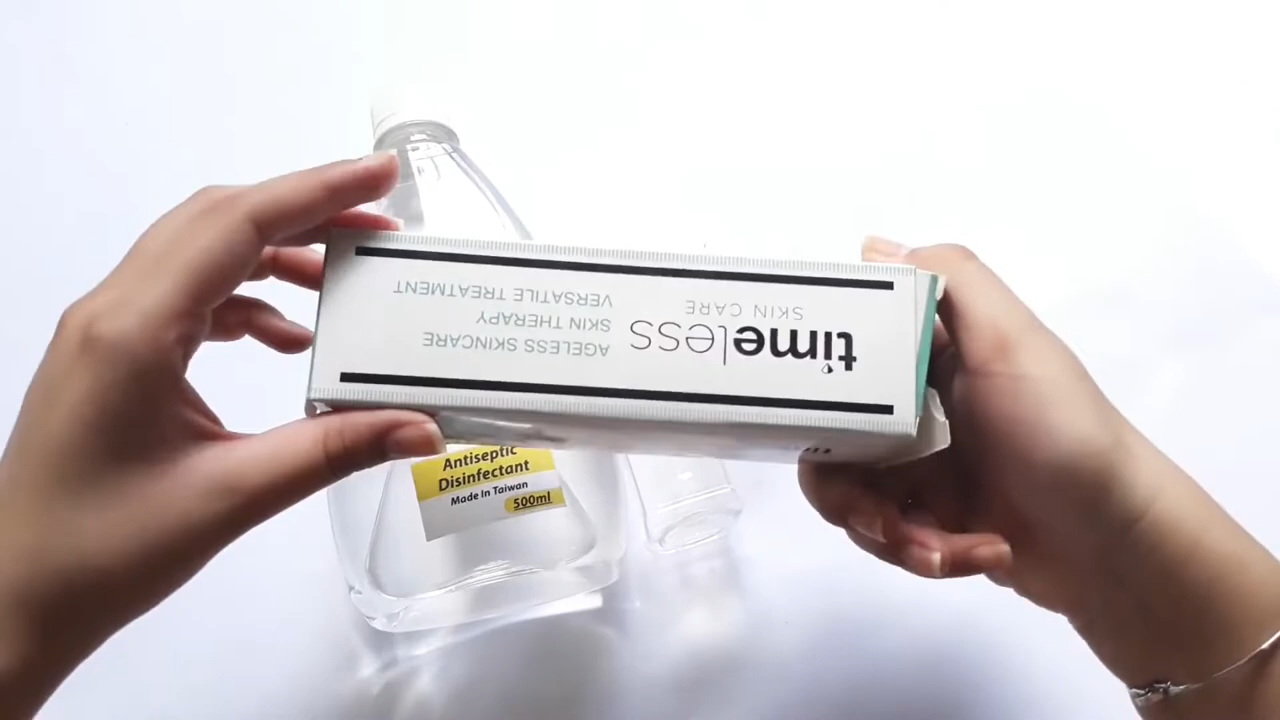 timeless
SKIN CARE
AGELESS SKINCARE
SKIN THERAPY
VERSATILE TREATMENT
Antiseptic
Disinfectant
Made In Taiwan
500ml